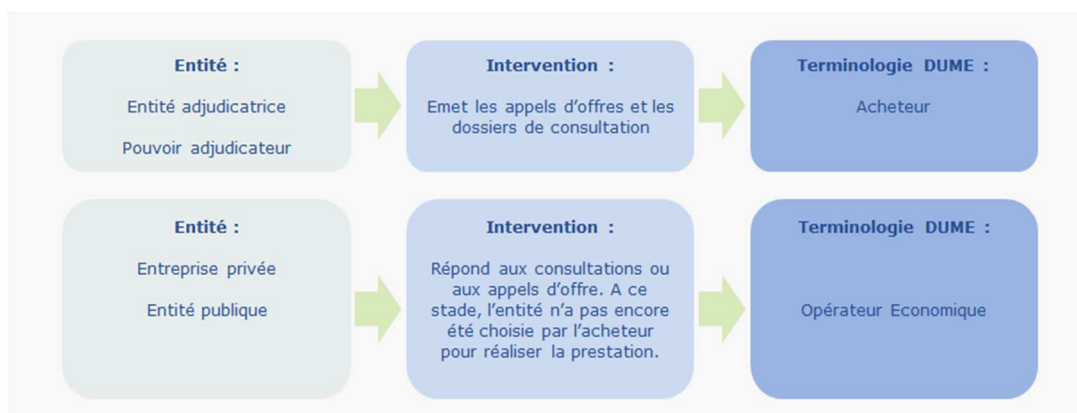 Entité :
Entité adjudicatrice
Pouvoir adjudicateur
Intervention :
Emet les appels d’offres et les
dossiers de consultation
Terminologie DUME :
Acheteur
Entité :
Entreprise privée
Entité publique
Intervention :
Répond aux consultations ou
aux appels d’offre. A ce
stade, l’entité n’a pas encore
été choisie par l’acheteur
pour réaliser la prestation.
Terminologie DUME :
Opérateur Economique